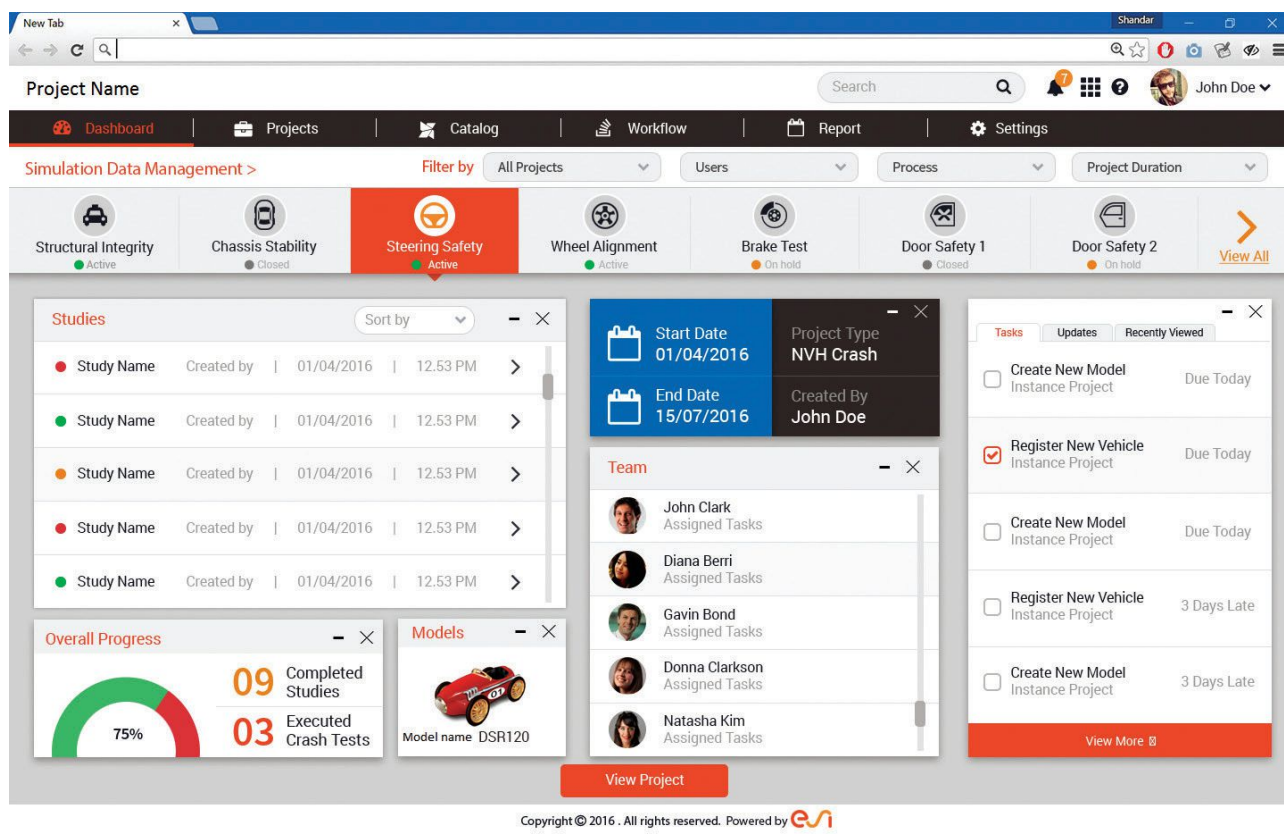 New Tab
Shandar
Project Name
Search
7
John Doe
Dashboard | Projects | Catalog | Workflow | Report | Settings
Simulation Data Management >
Filter by
All Projects
Users
Process
Project Duration
Structural Integrity
Active
Chassis Stability
Closed
Steering Safety
Active
Wheel Alignment
Active
Brake Test
On hold
Door Safety 1
Closed
Door Safety 2
On hold
View All
Studies
Sort by
Study Name Created by | 01/04/2016 | 12.53 PM
Study Name Created by | 01/04/2016 | 12.53 PM
Study Name Created by | 01/04/2016 | 12.53 PM
Study Name Created by | 01/04/2016 | 12.53 PM
Study Name Created by | 01/04/2016 | 12.53 PM
Overall Progress
75%
09 Completed
Studies
03 Executed
Crash Tests
Models
01
Model name DSR120
Start Date
01/04/2016
Project Type
NVH Crash
End Date
15/07/2016
Created By
John Doe
Team
John Clark
Assigned Tasks
Diana Berri
Assigned Tasks
Gavin Bond
Assigned Tasks
Donna Clarkson
Assigned Tasks
Natasha Kim
Assigned Tasks
Tasks
Updates
Recently Viewed
Create New Model
Instance Project
Due Today
Register New Vehicle
Instance Project
Due Today
Create New Model
Instance Project
Due Today
Register New Vehicle
Instance Project
3 Days Late
Create New Model
Instance Project
3 Days Late
View More
View Project
Copyright © 2016 . All rights reserved. Powered by esi